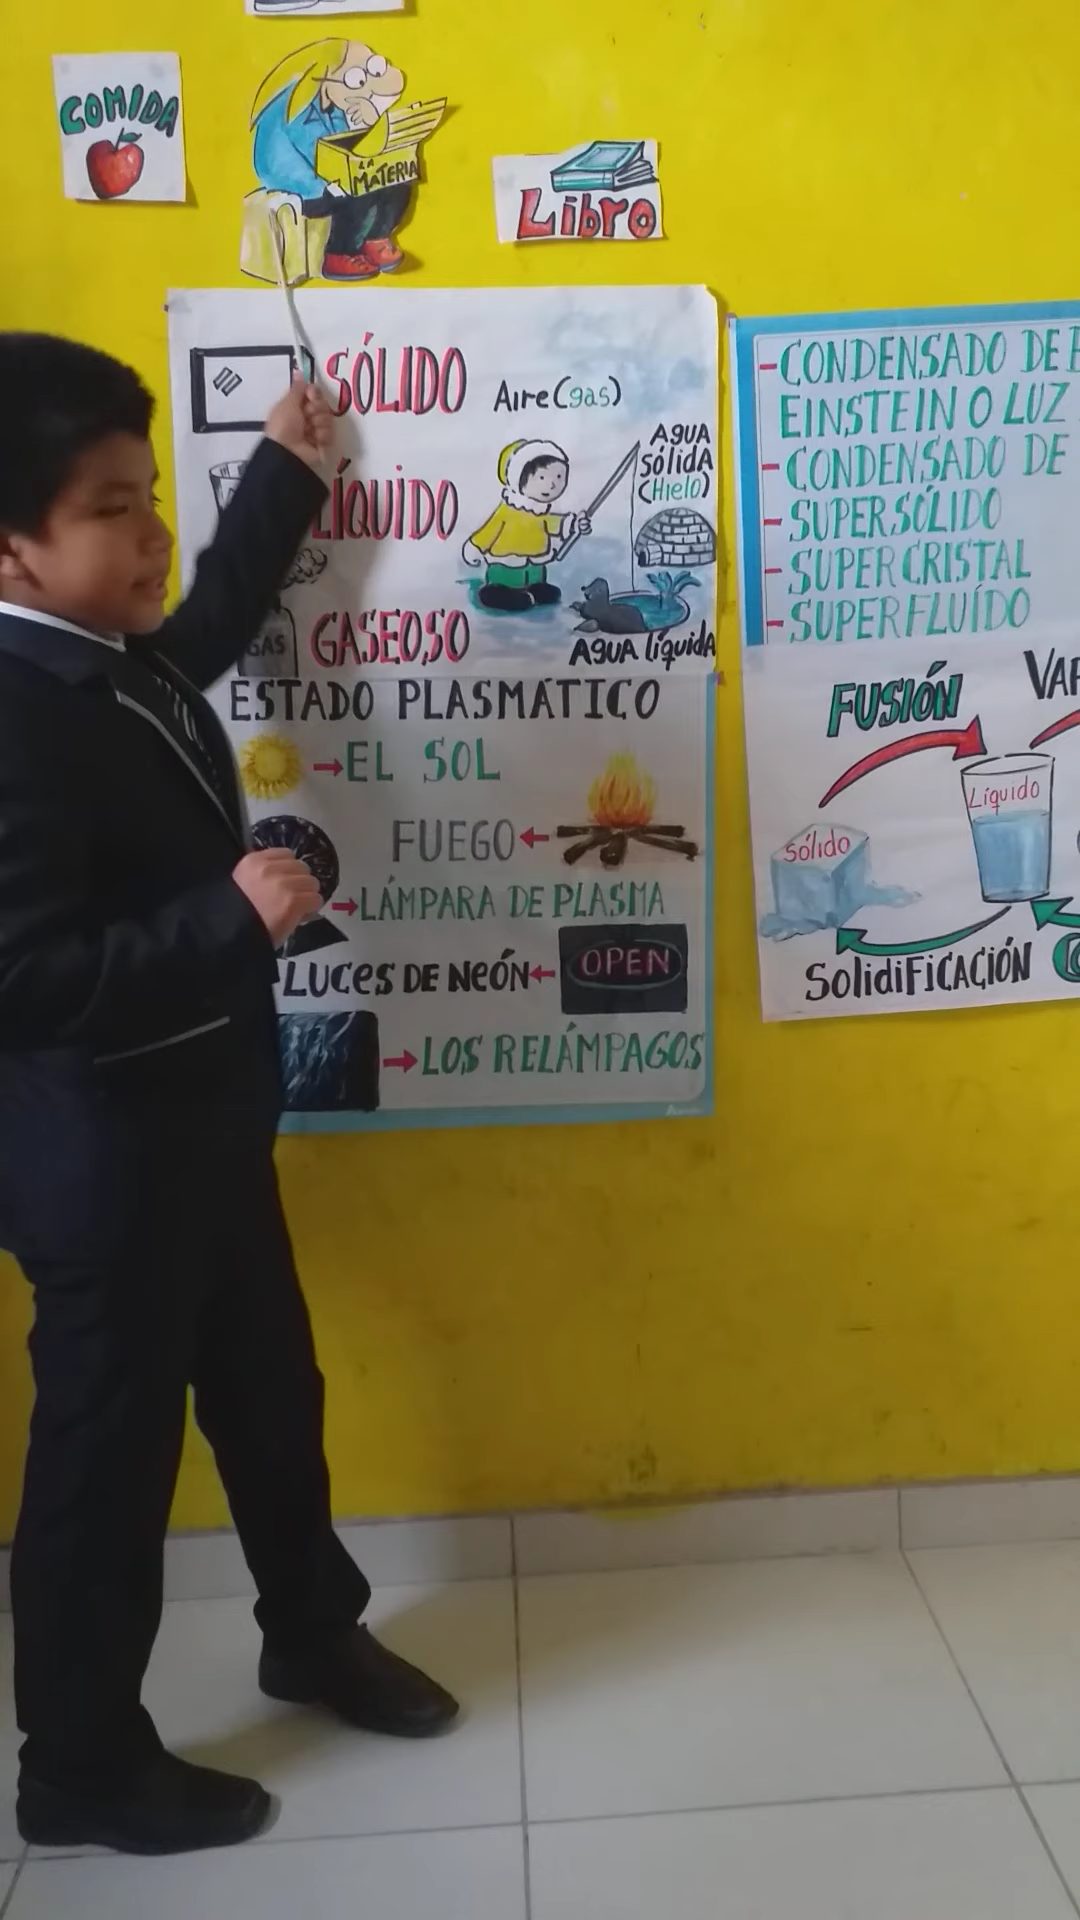 COMIDA
LA
MATERIA
Libro
SÓLIDO
Aire (gas)
AGUA
SÓLIDA
(Hielo)
LÍQUIDO
GAS
GASEOSO
AGUA líquida
ESTADO PLASMÁTICO
EL SOL
FUEGO
LÁMPARA DE PLASMA
LUCES DE NEÓN
OPEN
LOS RELÁMPAGOS
-CONDENSADO DE
EINSTEIN O LUZ
-CONDENSADO DE
-SUPERSÓLIDO
-SUPERCRISTAL
-SUPERFLUÍDO
FUSIÓN
Líquido
Sólido
SolidiFiCACIÓN